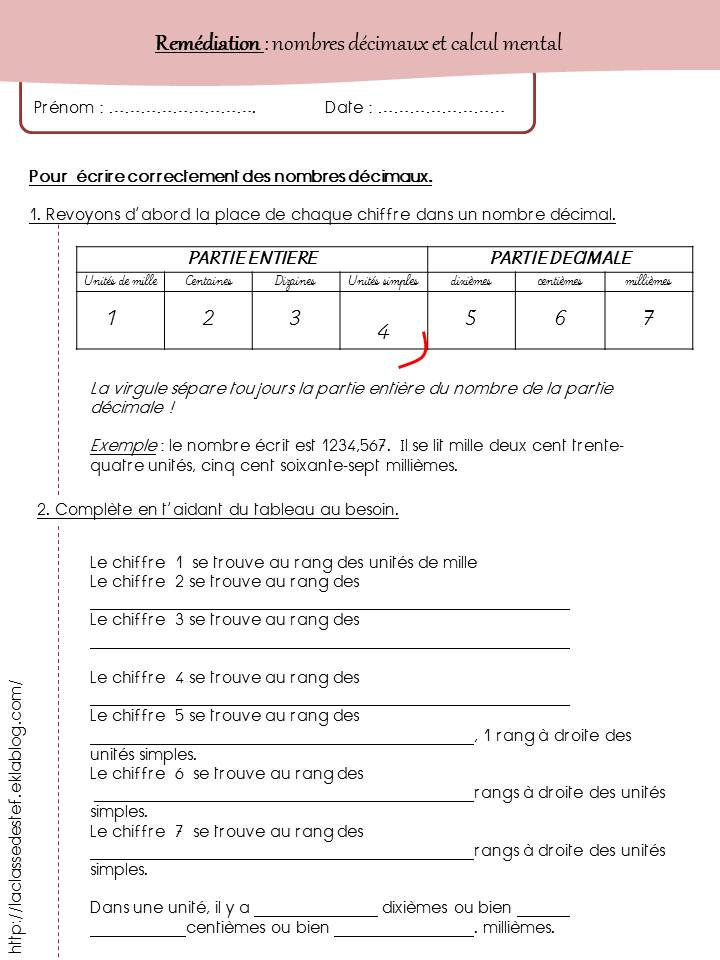 Remédiation : nombres décimaux et calcul mental
Prénom : ………………………. Date : ……………………
Pour écrire correctement des nombres décimaux.
1. Revoyons d'abord la place de chaque chiffre dans un nombre décimal.
PARTIE ENTIERE PARTIE DECIMALE
Unités de mille Centaines Dizaines Unités simples dixièmes centièmes millièmes
1 2 3 4 , 5 6 7
La virgule sépare toujours la partie entière du nombre de la partie
décimale !
Exemple : le nombre écrit est 1234,567. Il se lit mille deux cent trente-
quatre unités, cinq cent soixante-sept millièmes.
2. Complète en t'aidant du tableau au besoin.
Le chiffre 1 se trouve au rang des unités de mille
Le chiffre 2 se trouve au rang des
________________________________
Le chiffre 3 se trouve au rang des
________________________________
Le chiffre 4 se trouve au rang des
________________________________
Le chiffre 5 se trouve au rang des
__________________________, 1 rang à droite des
unités simples.
Le chiffre 6 se trouve au rang des
__________________________rangs à droite des unités
simples.
Le chiffre 7 se trouve au rang des
__________________________rangs à droite des unités
simples.
Dans une unité, il y a ____________ dixièmes ou bien _____
_________centièmes ou bien ______________. millièmes.
http://laclassedestef.eklablog.com/